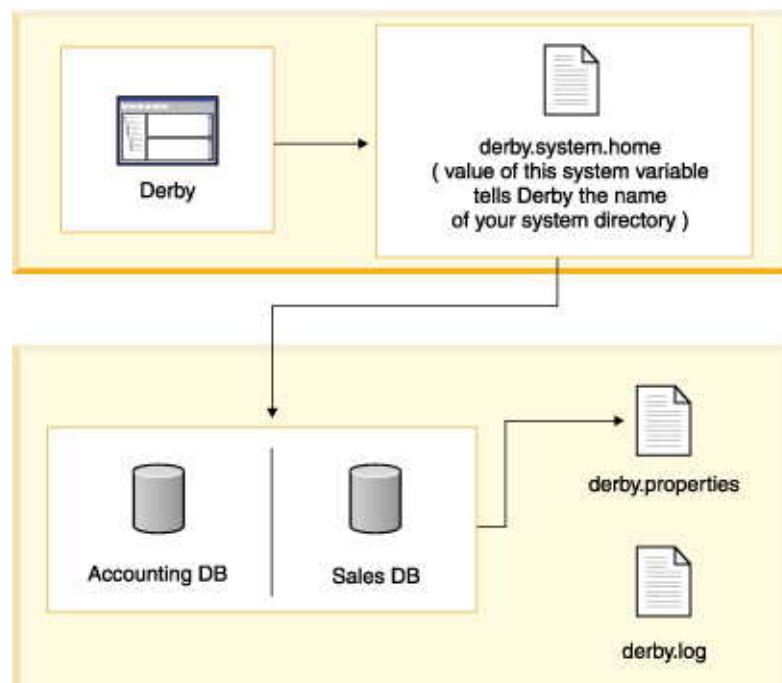 Derby
derby.system.home
( value of this system variable
tells Derby the name
of your system directory )
Accounting DB
Sales DB
derby.properties
derby.log